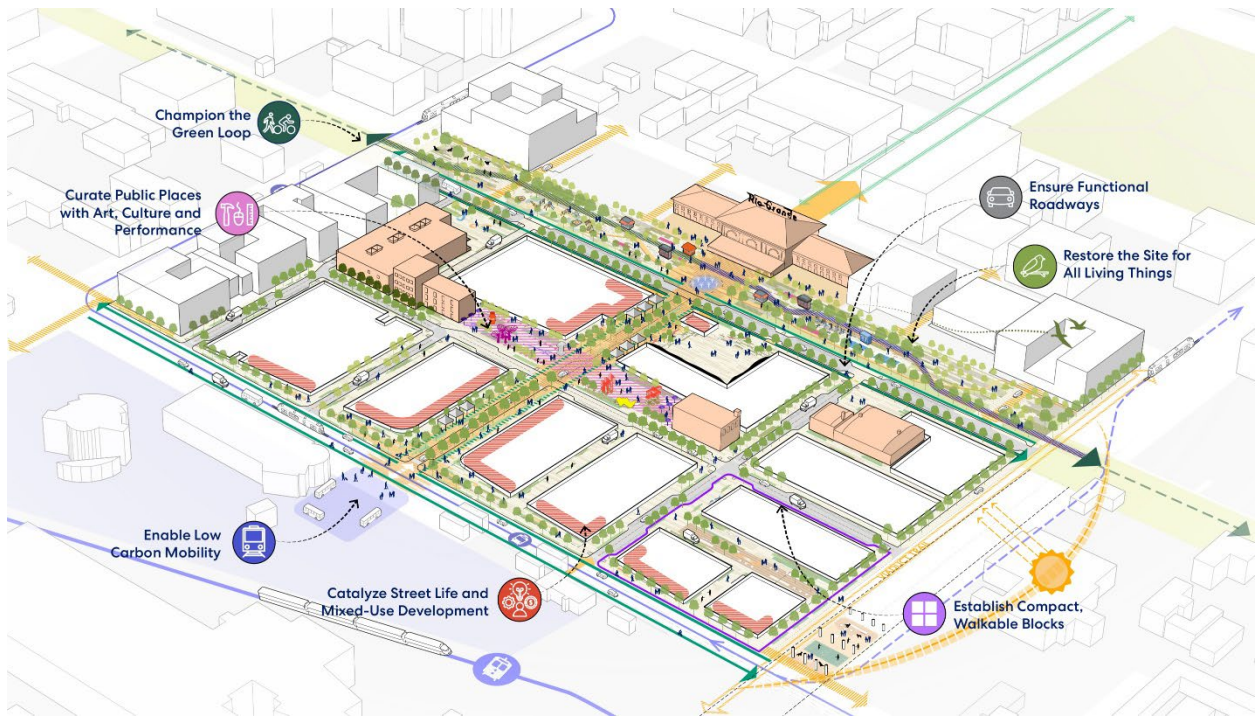 Champion the
Green Loop
Curate Public Places
with Art, Culture and
Performance
Rio Grande
Ensure Functional
Roadways
Restore the Site for
All Living Things
Enable Low
Carbon Mobility
Catalyze Street Life and
Mixed-Use Development
Establish Compact,
Walkable Blocks